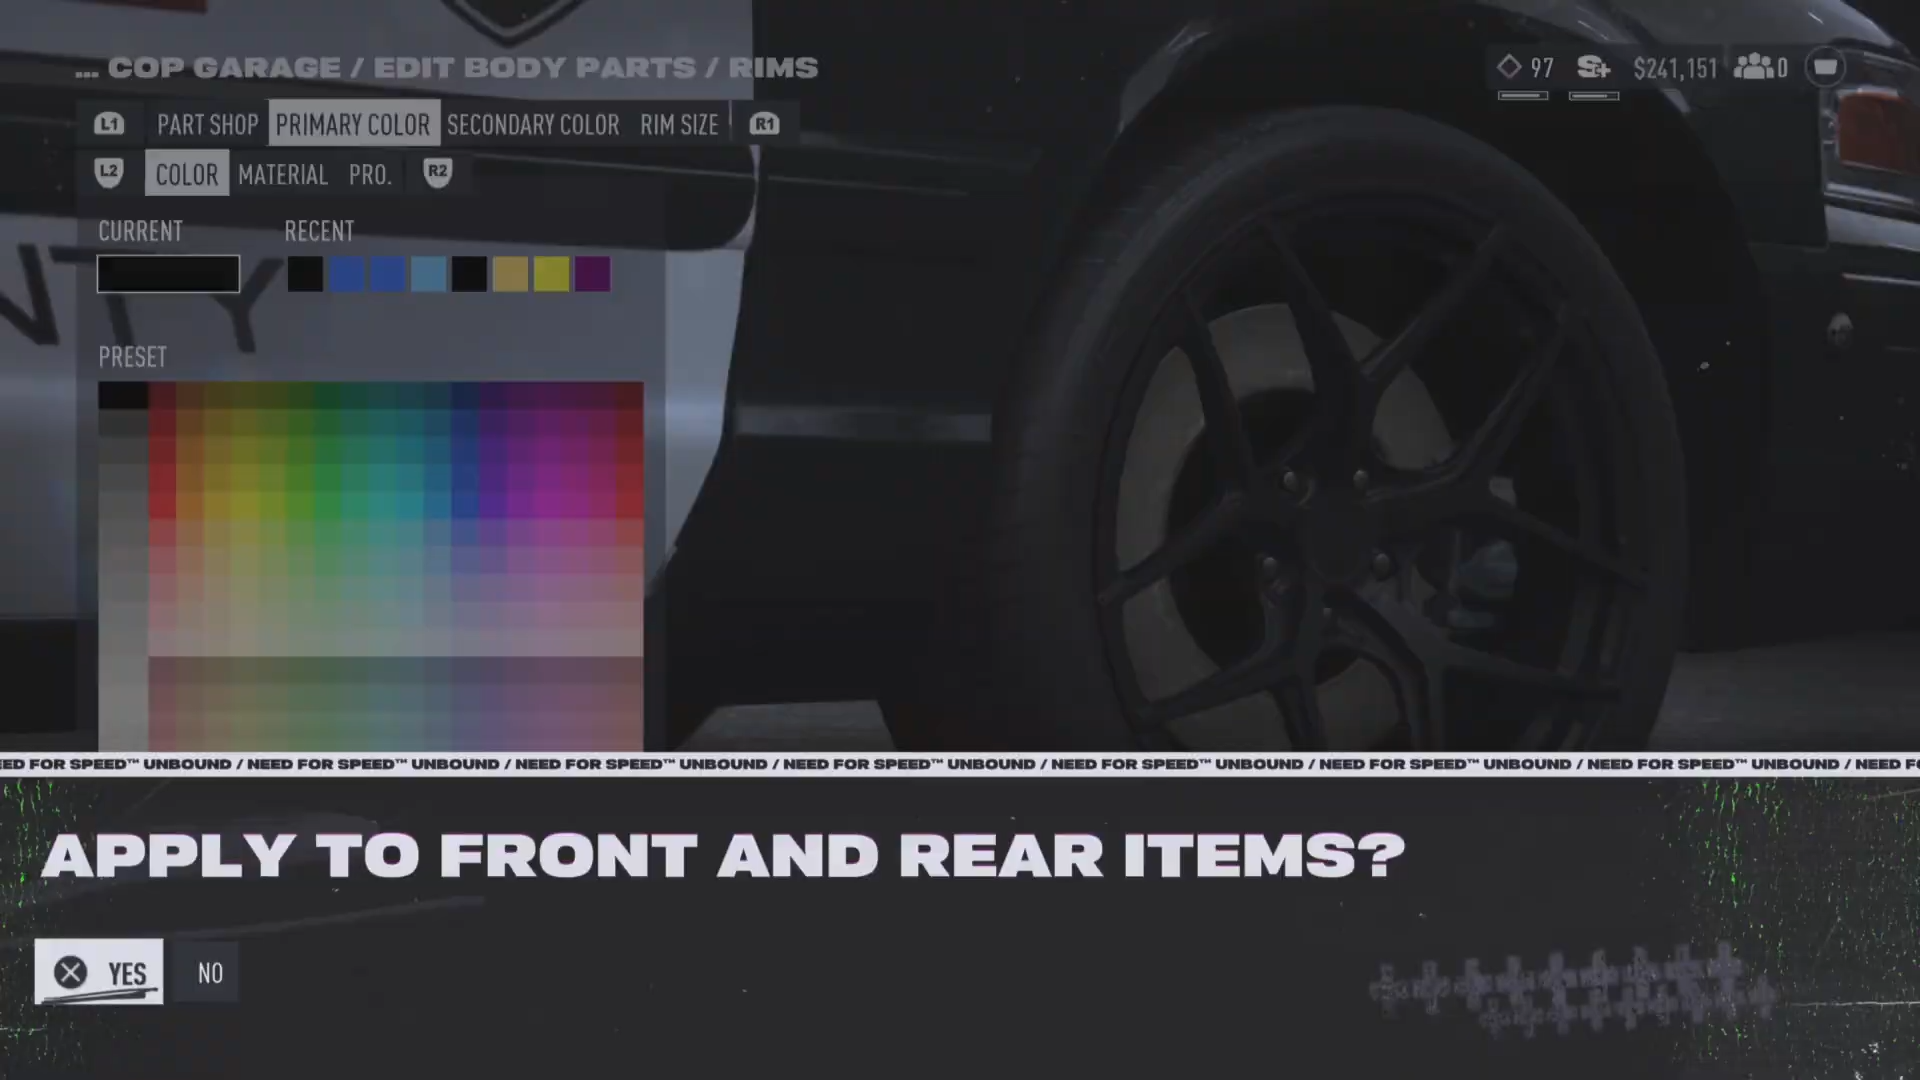 ... COP GARAGE / EDIT BODY PARTS / RIMS
97 S+ $241,151 0
L1 PART SHOP PRIMARY COLOR SECONDARY COLOR RIM SIZE R1
L2 COLOR MATERIAL PRO. R2
CURRENT RECENT
NTY
PRESET
EED FOR SPEED™ UNBOUND / NEED FOR SPEED™ UNBOUND / NEED FOR SPEED™ UNBOUND / NEED FOR SPEED™ UNBOUND / NEED FOR SPEED™ UNBOUND / NEED FOR SPEED™ UNBOUND / NEED FOR SPEED™ UNBOUND / NEED FO
APPLY TO FRONT AND REAR ITEMS?
YES NO